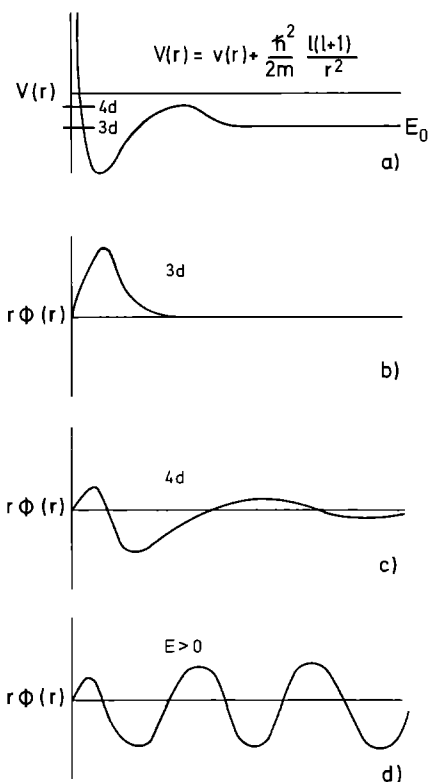 V(r) = v(r) + ħ²/2m l(l+1)/r²
V(r)
4d
3d
E₀
a)
3d
rΦ(r)
b)
4d
rΦ(r)
c)
E>0
rΦ(r)
d)